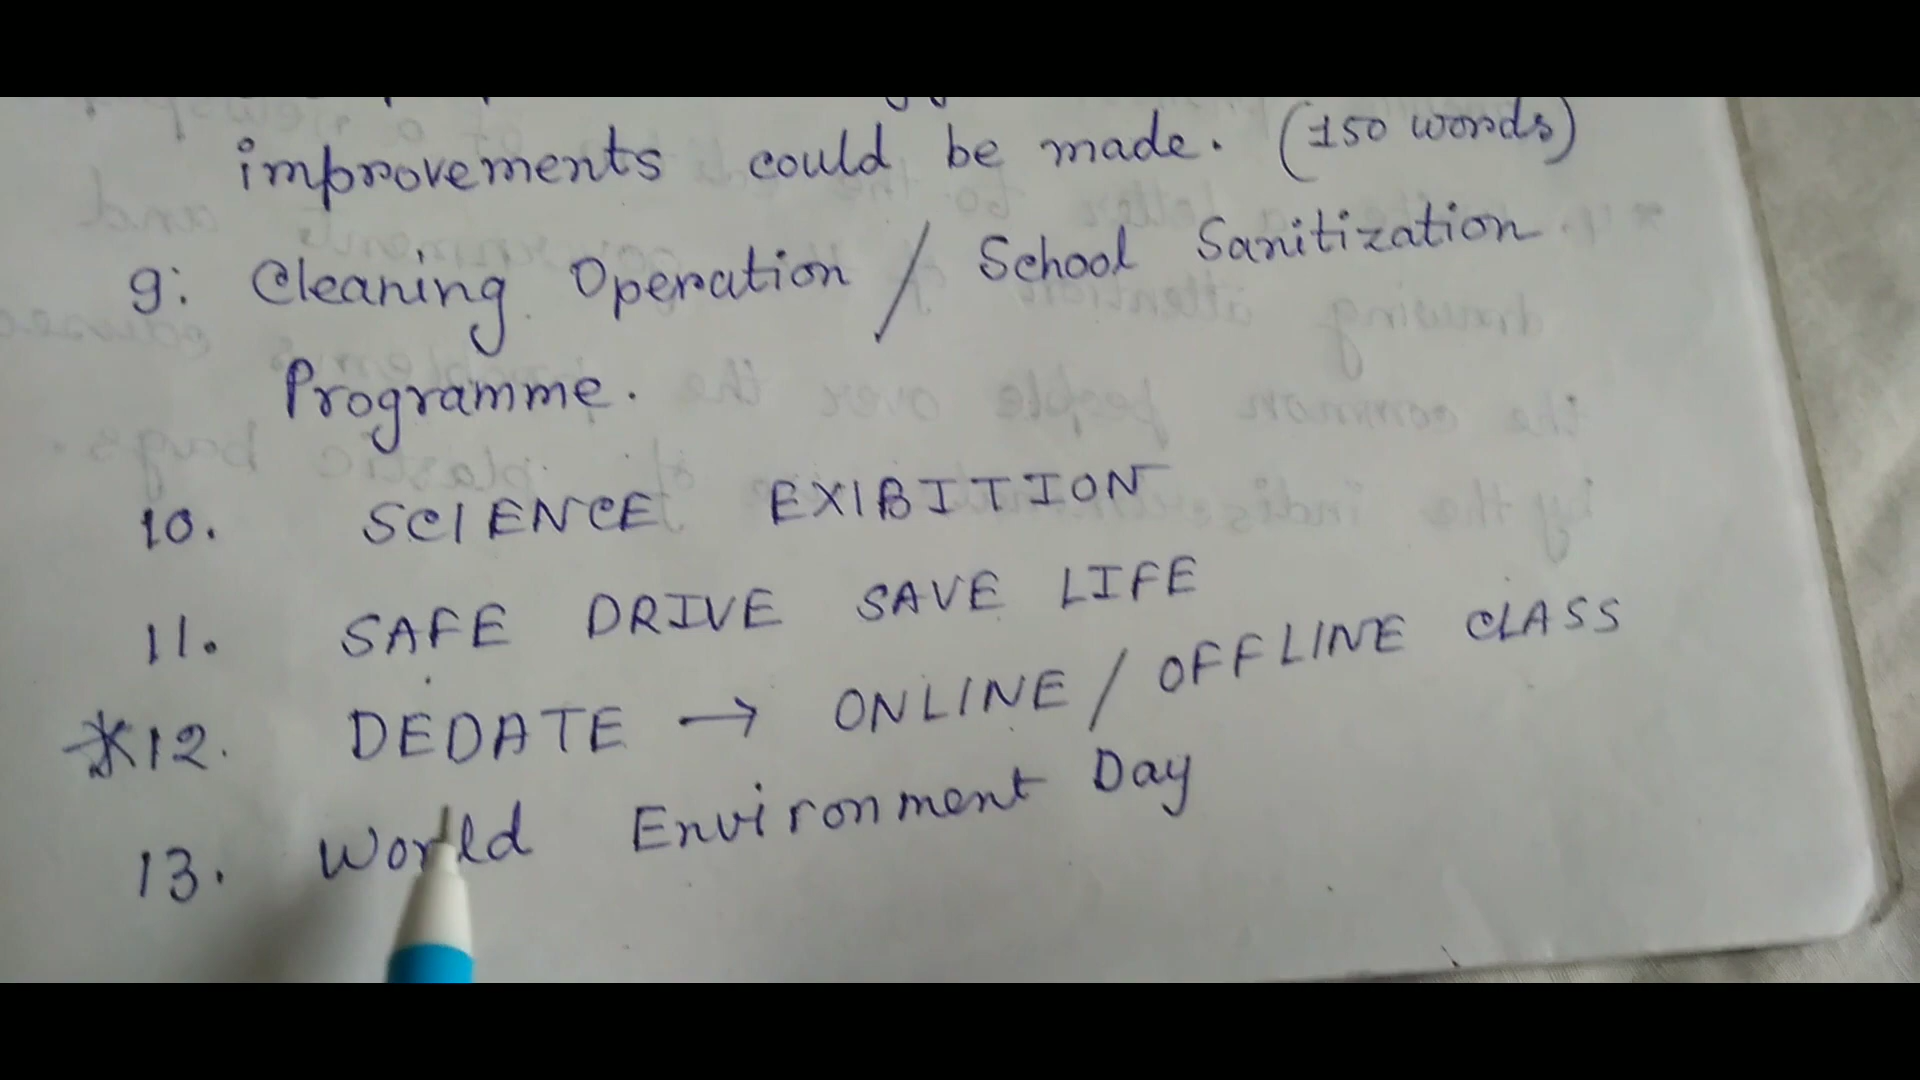 improvements could be made. (150 words)
9: Cleaning Operation / School Sanitization
Programme.
10. SCIENCE EXIBITION
11. SAFE DRIVE SAVE LIFE
*12. DEDATE → ONLINE / OFFLINE CLASS
13. World Environment Day